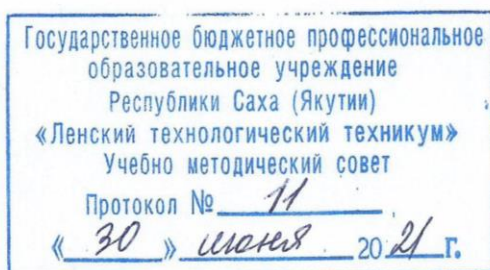 Государственное бюджетное профессиональное
образовательное учреждение
Республики Саха (Якутии)
«Ленский технологический техникум»
Учебно методический совет
Протокол № 11
« 30 » июня 2021 г.